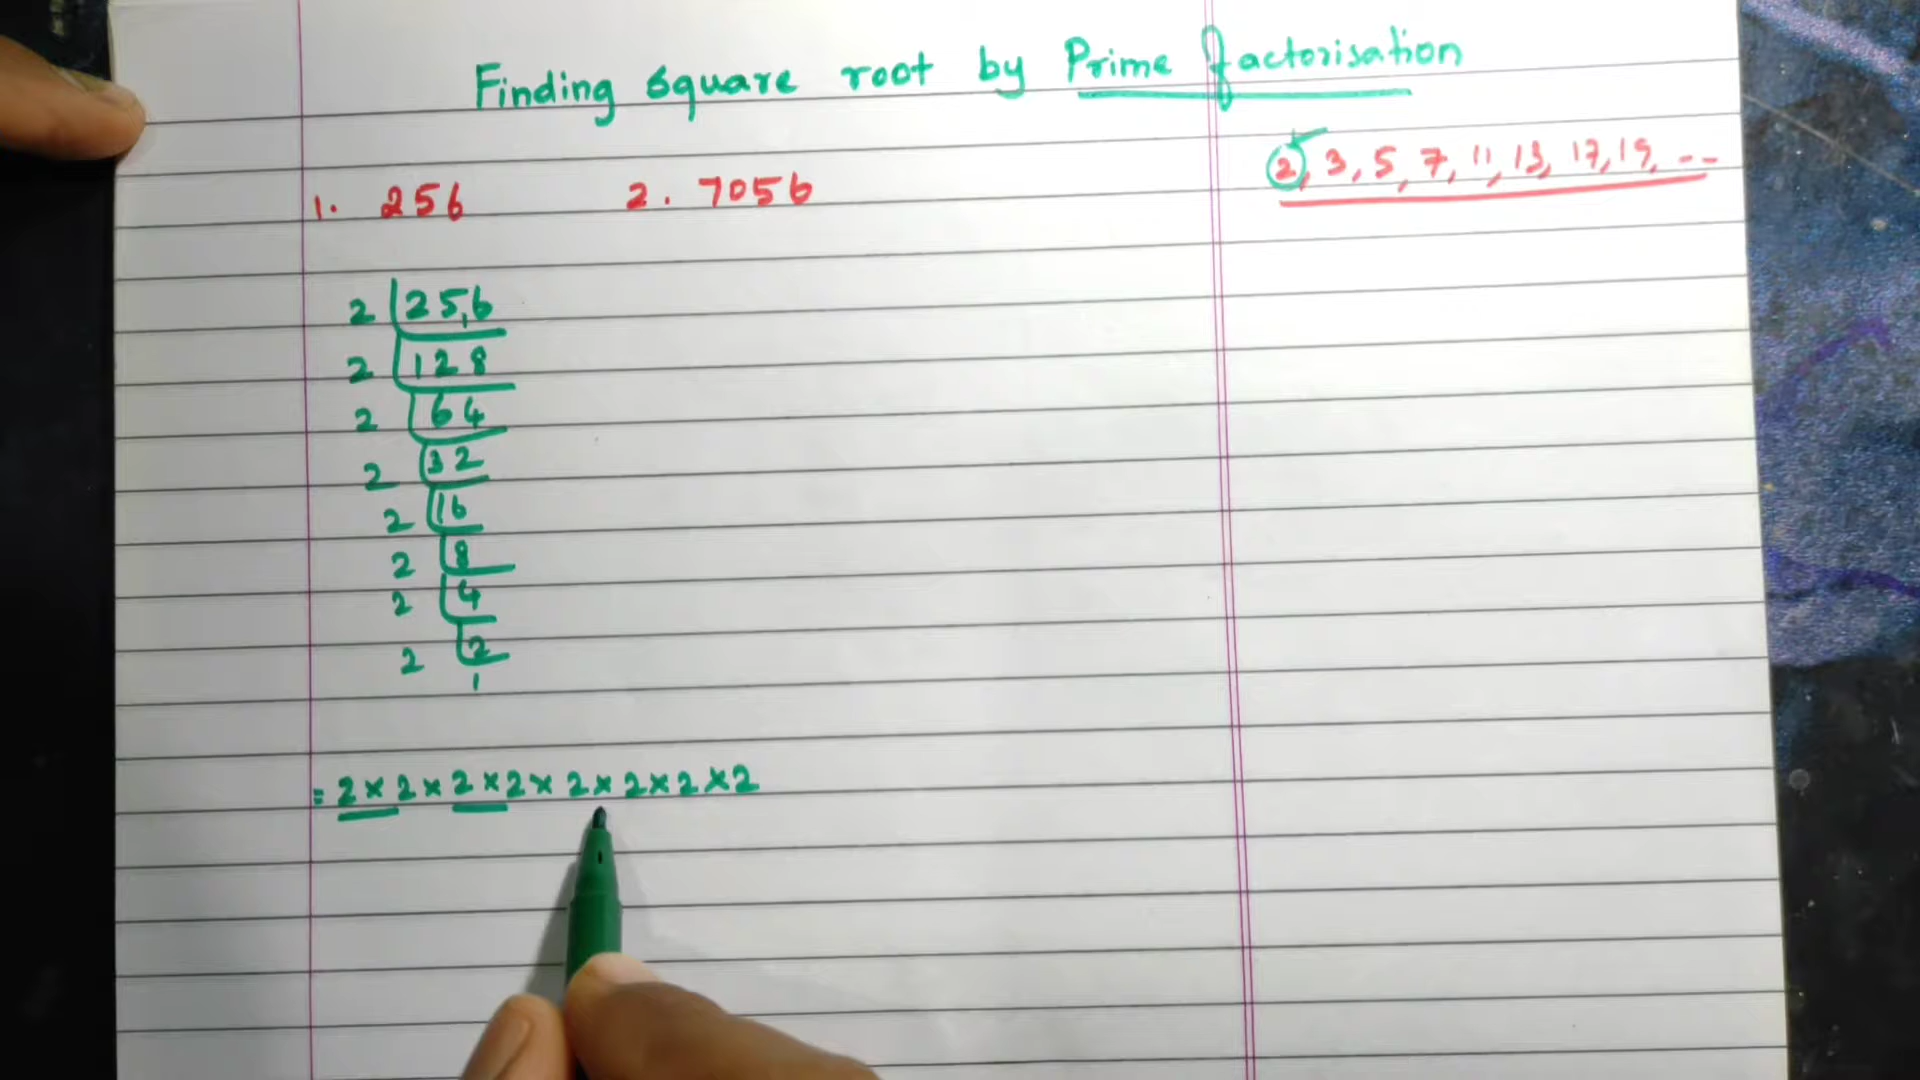 Finding square root by Prime factorisation
2, 3, 5, 7, 11, 13, 17, 19, --
1. 256 2. 7056
2 | 25,6
2 | 128
2 | 64
2 | 32
2 | 16
2 | 8
2 | 4
2 | 2
1
= 2 × 2 × 2 × 2 × 2 × 2 × 2 × 2